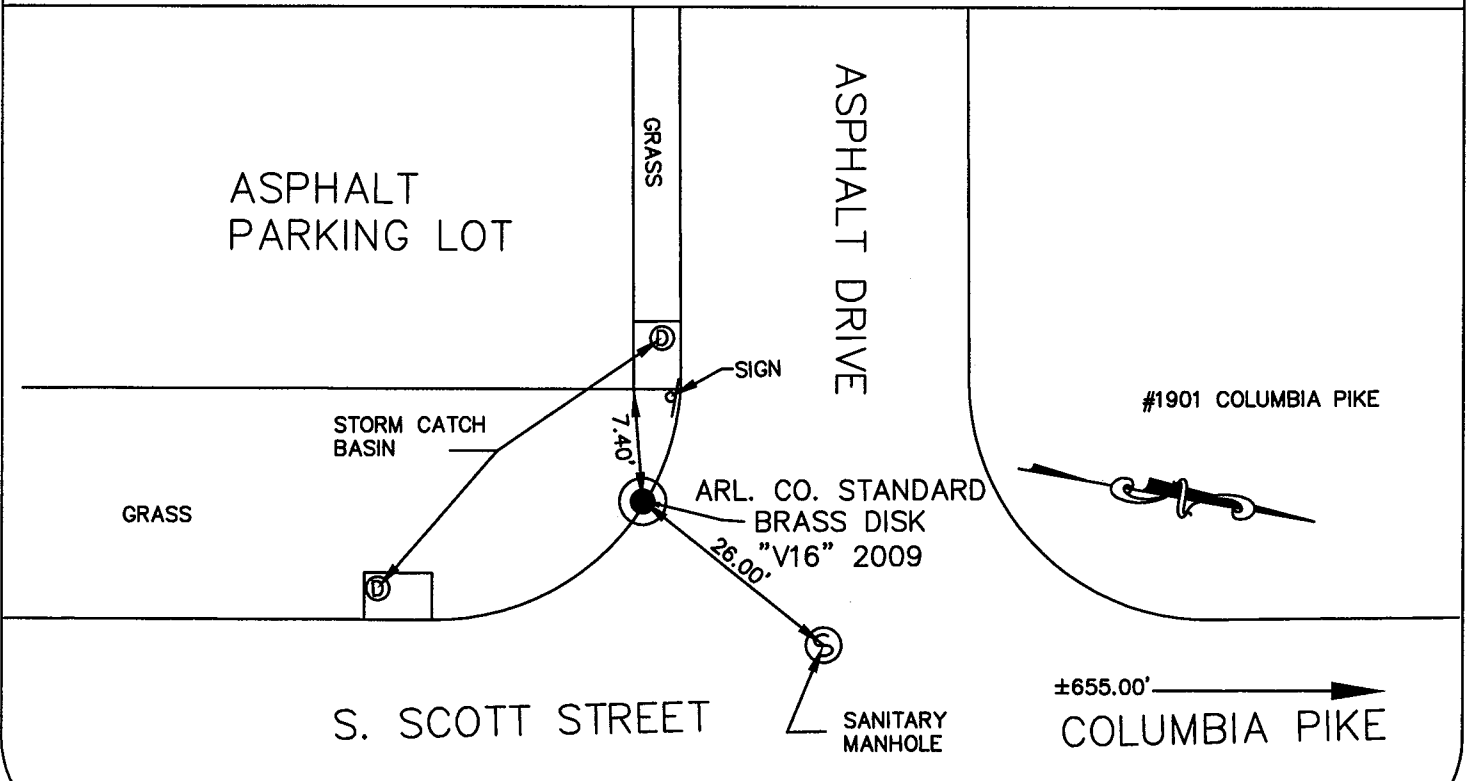 ASPHALT
PARKING LOT
GRASS
ASPHALT DRIVE
D
SIGN
#1901 COLUMBIA PIKE
STORM CATCH
BASIN
7.40'
GRASS
ARL. CO. STANDARD
BRASS DISK
"V16" 2009
26.00'
D
S
±655.00'
S. SCOTT STREET
SANITARY
MANHOLE
COLUMBIA PIKE